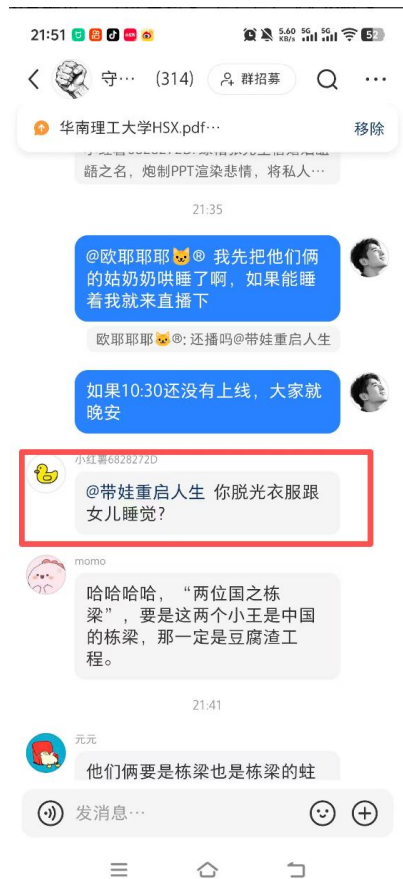 21:51
5.60 KB/s 5G 5G 52
守… (314) 群招募
华南理工大学HSX.pdf… 移除
龉之名，炮制PPT渲染悲情，将私人…
21:35
@欧耶耶耶🐱® 我先把他们俩
的姑奶奶哄睡了啊，如果能睡
着我就来直播下
欧耶耶耶🐱®: 还播吗@带娃重启人生
如果10:30还没有上线，大家就
晚安
小红薯6828272D
@带娃重启人生 你脱光衣服跟
女儿睡觉？
momo
哈哈哈哈，“两位国之栋
梁”，要是这两个小王是中国
的栋梁，那一定是豆腐渣工
程。
21:41
元元
他们俩要是栋梁也是栋梁的蛀
发消息…